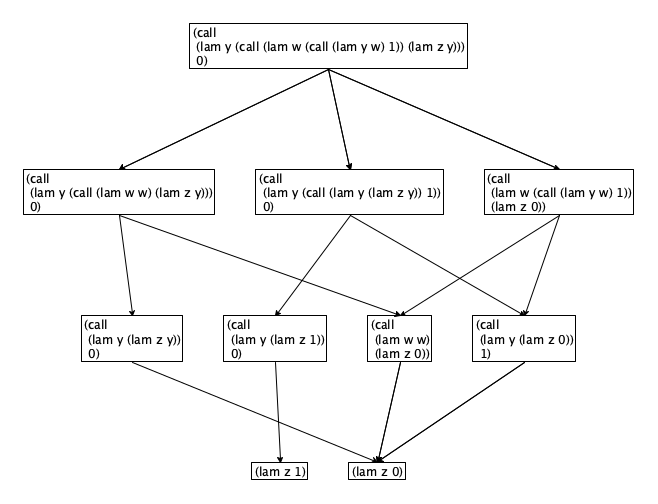 (call
(lam y (call (lam w (call (lam y w) 1)) (lam z y)))
0)
(call
(lam y (call (lam w w) (lam z y)))
0)
(call
(lam y (call (lam y (lam z y)) 1))
0)
(call
(lam w (call (lam y w) 1))
(lam z 0))
(call
(lam y (lam z y))
0)
(call
(lam y (lam z 1))
0)
(call
(lam w w)
(lam z 0))
(call
(lam y (lam z 0))
1)
(lam z 1)
(lam z 0)